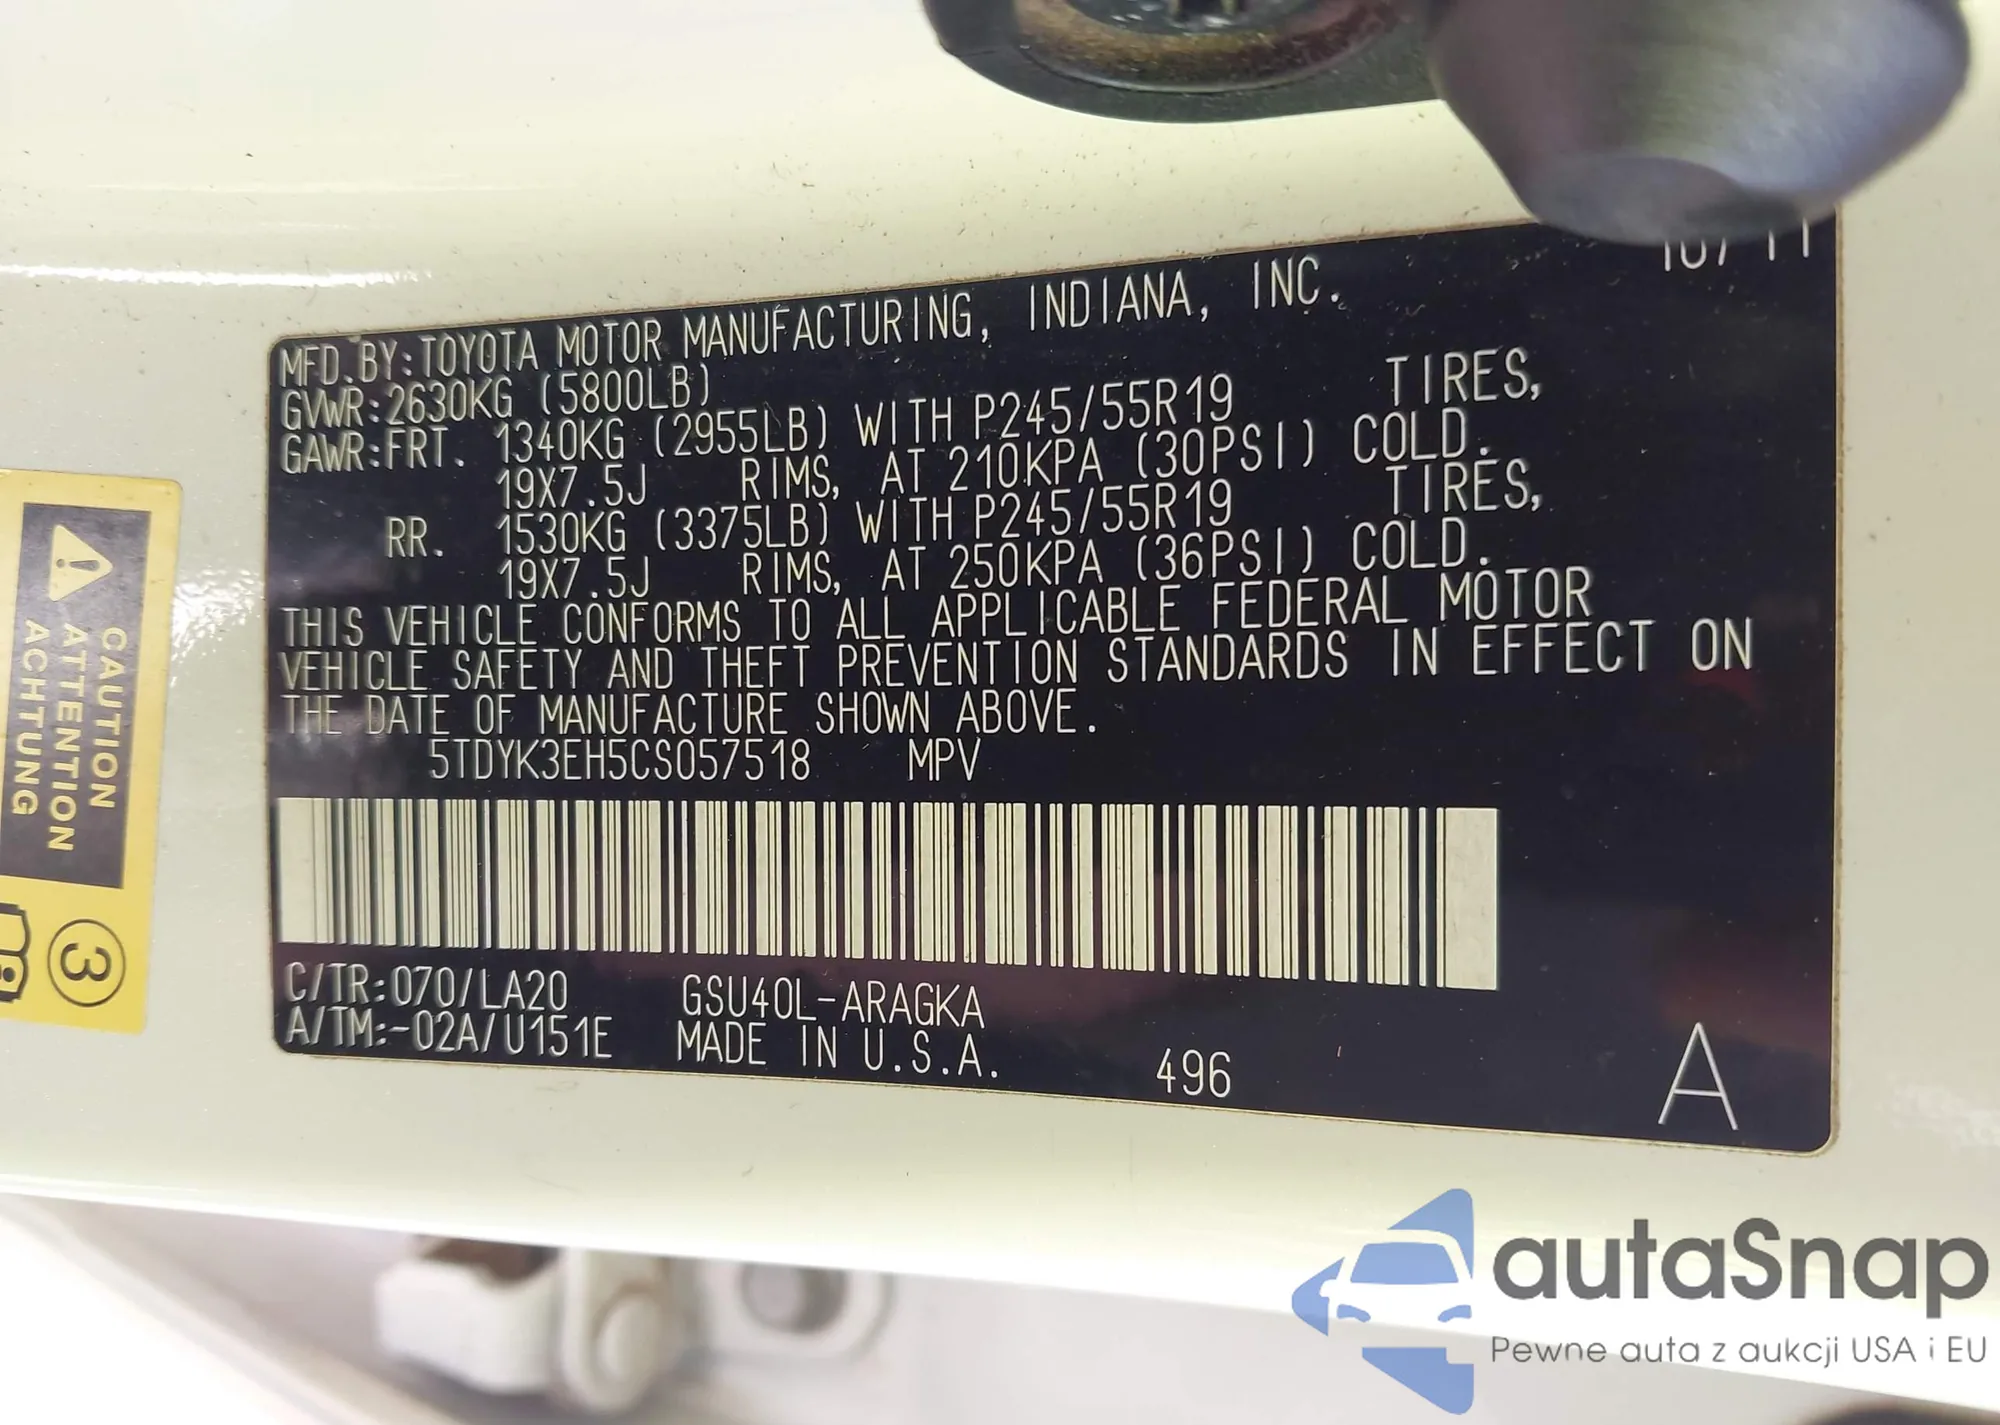 10/11
MFD.BY:TOYOTA MOTOR MANUFACTURING, INDIANA, INC.
GVWR:2630KG (5800LB)
GAWR:FRT. 1340KG (2955LB) WITH P245/55R19 TIRES,
19X7.5J RIMS, AT 210KPA (30PSI) COLD.
RR. 1530KG (3375LB) WITH P245/55R19 TIRES,
19X7.5J RIMS, AT 250KPA (36PSI) COLD.
THIS VEHICLE CONFORMS TO ALL APPLICABLE FEDERAL MOTOR
VEHICLE SAFETY AND THEFT PREVENTION STANDARDS IN EFFECT ON
THE DATE OF MANUFACTURE SHOWN ABOVE.
5TDYK3EH5CS057518 MPV
C/TR:070/LA20 GSU40L-ARAGKA
A/TM:-02A/U151E MADE IN U.S.A. 496 A
CAUTION
ATTENTION
ACHTUNG
3
autaSnap
Pewne auta z aukcji USA i EU